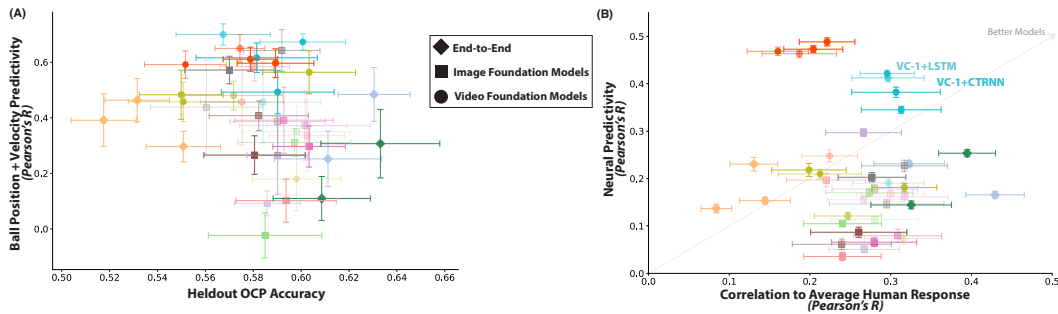 (A)
Ball Position + Velocity Predictivity
(Pearson's R)
0.6
0.4
0.2
0.0
0.50
0.52
0.54
0.56
0.58
0.60
0.62
0.64
0.66
Heldout OCP Accuracy
End-to-End
Image Foundation Models
Video Foundation Models
(B)
Neural Predictivity
(Pearson's R)
0.5
0.4
0.3
0.2
0.1
0.0
0.0
0.1
0.2
0.3
0.4
0.5
Correlation to Average Human Response
(Pearson's R)
Better Models
VC-1+LSTM
VC-1+CTRNN